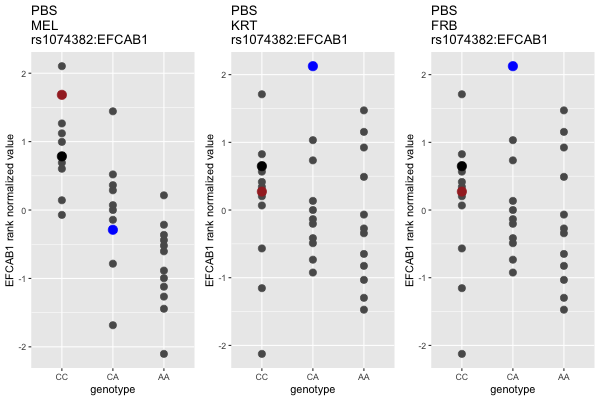 PBS
MEL
rs1074382:EFCAB1
EFCAB1 rank normalized value
2
1
0
-1
-2
CC
CA
AA
genotype
PBS
KRT
rs1074382:EFCAB1
EFCAB1 rank normalized value
2
1
0
-1
-2
CC
CA
AA
genotype
PBS
FRB
rs1074382:EFCAB1
EFCAB1 rank normalized value
2
1
0
-1
-2
CC
CA
AA
genotype